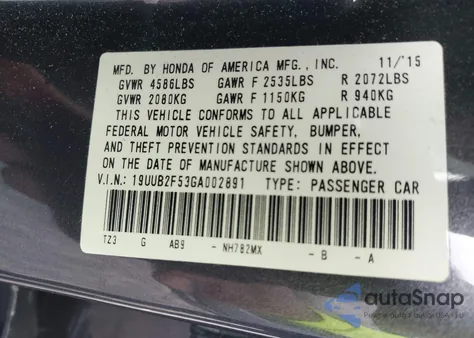 MFD. BY HONDA OF AMERICA MFG., INC. 11/15
GVWR 4586LBS GAWR F 2535LBS R 2072LBS
GVWR 2080KG GAWR F 1150KG R 940KG
THIS VEHICLE CONFORMS TO ALL APPLICABLE
FEDERAL MOTOR VEHICLE SAFETY, BUMPER,
AND THEFT PREVENTION STANDARDS IN EFFECT
ON THE DATE OF MANUFACTURE SHOWN ABOVE.
V.I.N.: 19UUB2F53GA002891 TYPE: PASSENGER CAR
TZ3 G AB9 - NH782MX - B - A
autoSnap